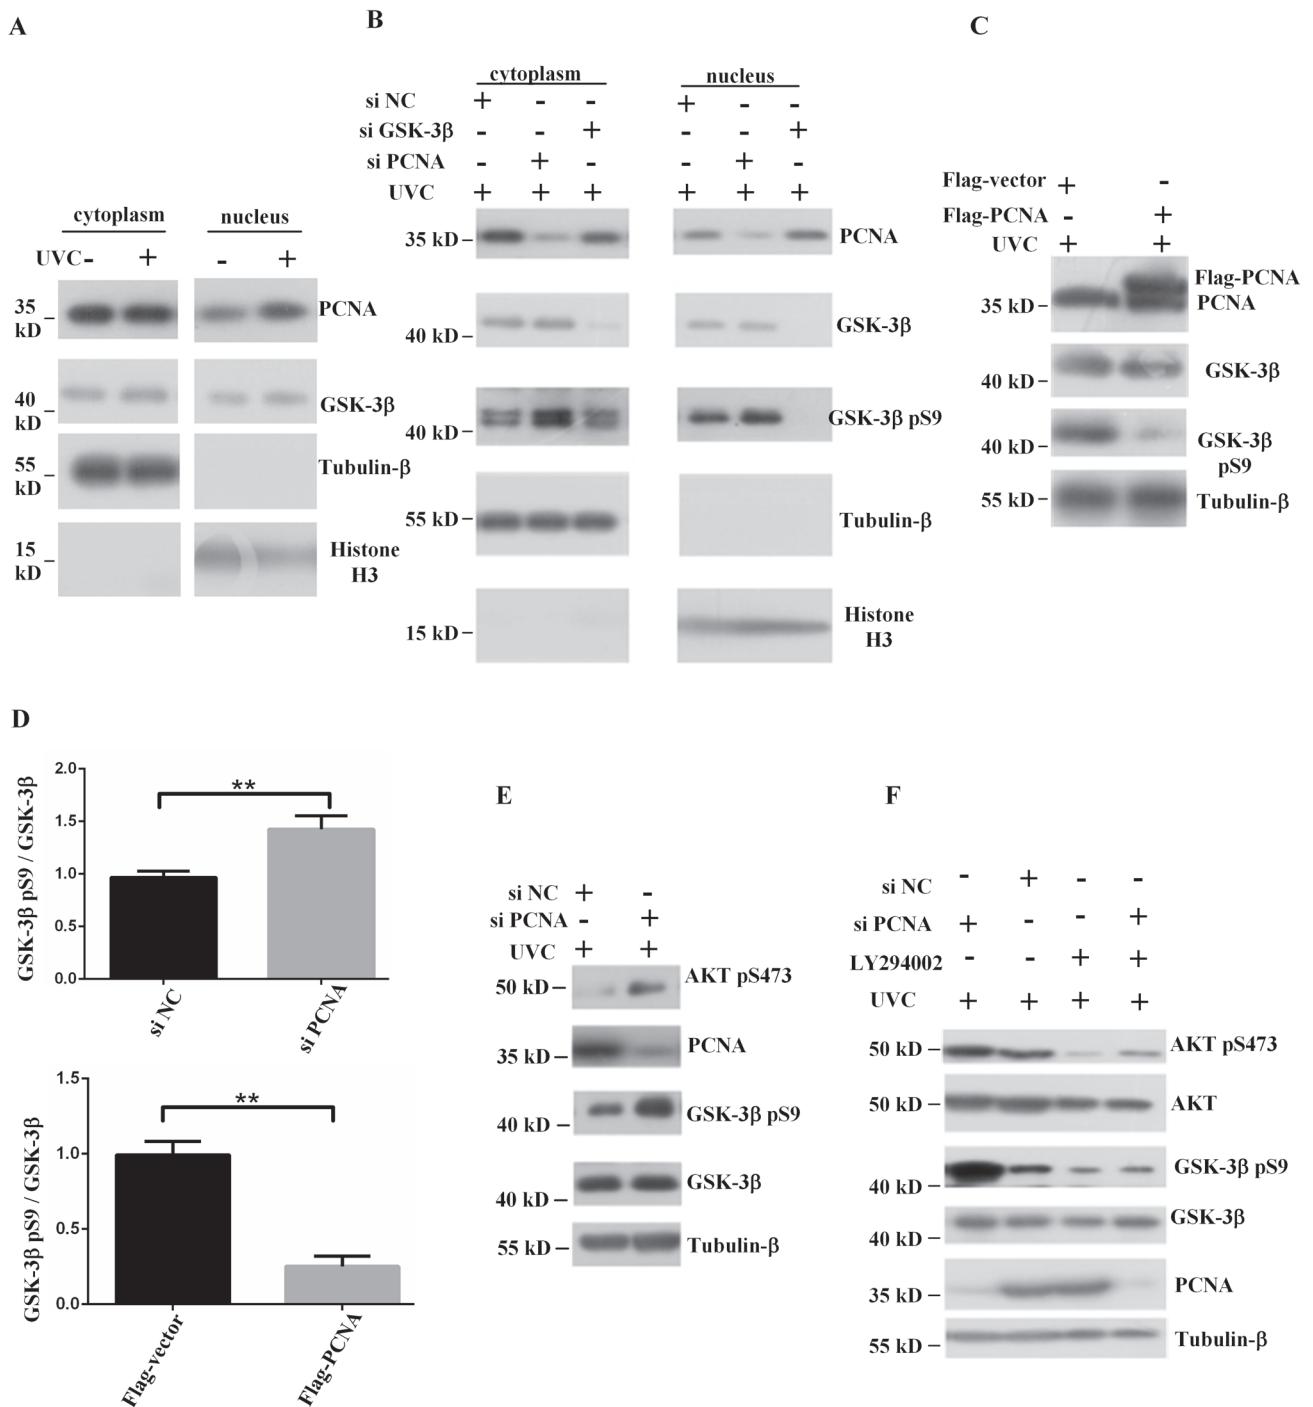 A
cytoplasm nucleus
UVC - + - +
35 kD PCNA
40 kD GSK-3β
55 kD Tubulin-β
15 kD Histone H3
B
cytoplasm nucleus
si NC + - - + - -
si GSK-3β - - + - - +
si PCNA - + - - + -
UVC + + + + + +
35 kD PCNA
40 kD GSK-3β
40 kD GSK-3β pS9
55 kD Tubulin-β
15 kD Histone H3
C
Flag-vector + -
Flag-PCNA - +
UVC + +
Flag-PCNA
35 kD PCNA
40 kD GSK-3β
40 kD GSK-3β pS9
55 kD Tubulin-β
D
GSK-3β pS9 / GSK-3β
2.0
**
1.5
1.0
0.5
0.0
si NC si PCNA
GSK-3β pS9 / GSK-3β
1.5
**
1.0
0.5
0.0
Flag-vector Flag-PCNA
E
si NC + -
si PCNA - +
UVC + +
50 kD AKT pS473
35 kD PCNA
40 kD GSK-3β pS9
40 kD GSK-3β
55 kD Tubulin-β
F
si NC - + - -
si PCNA + - - +
LY294002 - - + +
UVC + + + +
50 kD AKT pS473
50 kD AKT
40 kD GSK-3β pS9
40 kD GSK-3β
35 kD PCNA
55 kD Tubulin-β